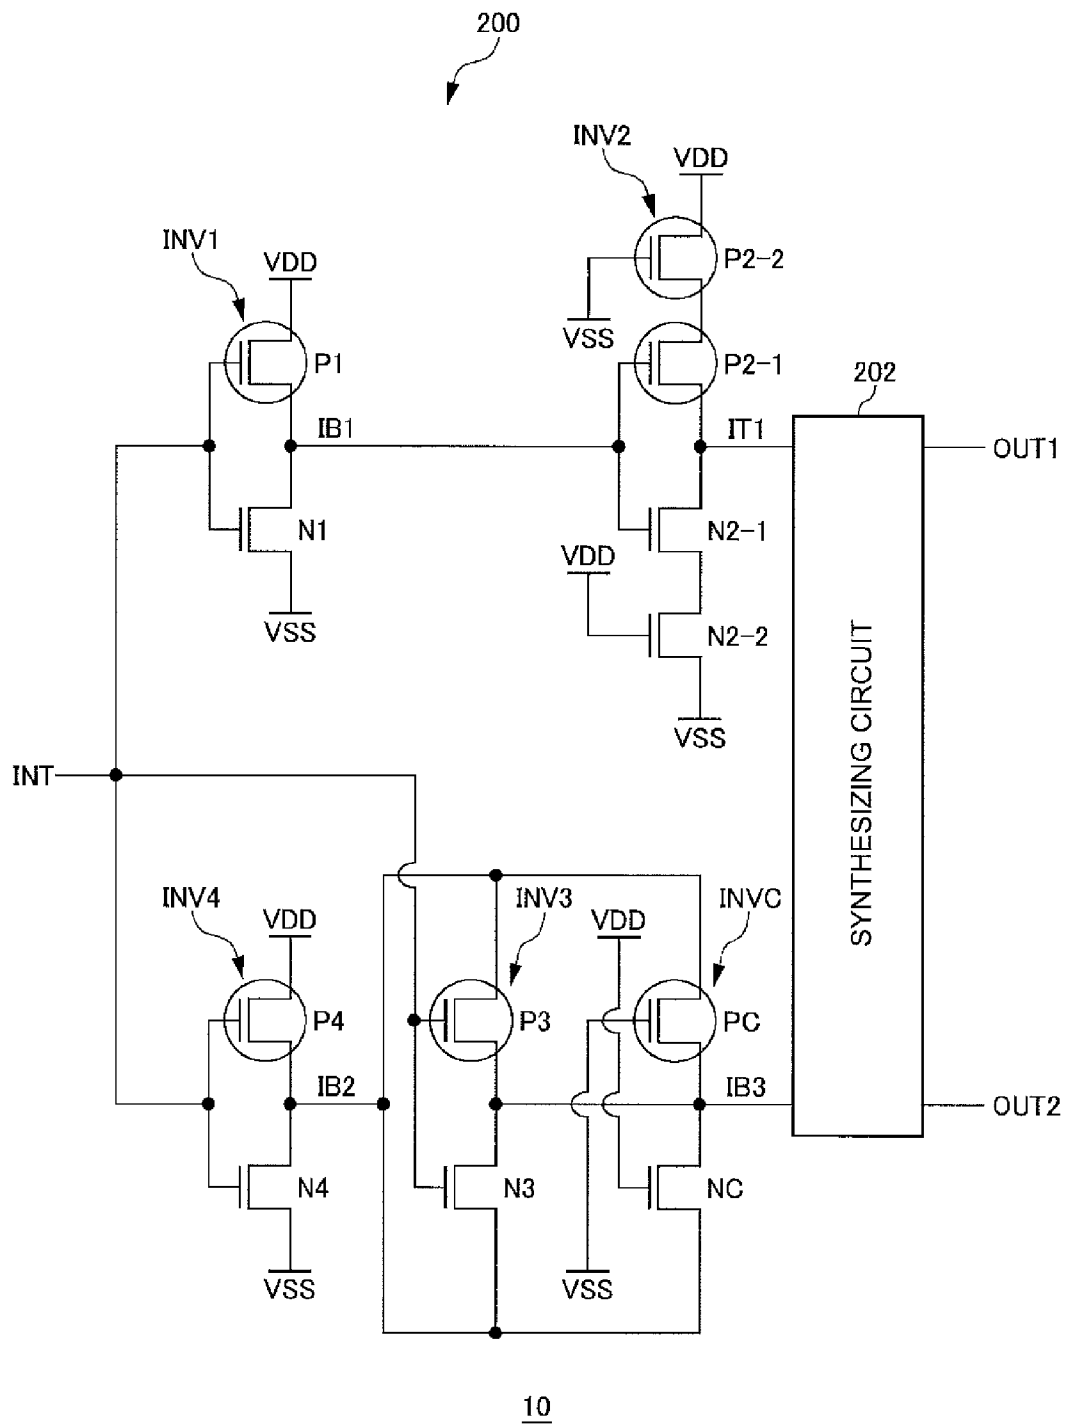 200
INV2
VDD
INV1
VDD
P2-2
VSS
P1
P2-1
202
IB1
IT1
OUT1
N1
N2-1
VDD
VSS
N2-2
VSS
SYNTHESIZING CIRCUIT
INT
INV4
INV3
INVC
VDD
VDD
P4
P3
PC
IB2
IB3
OUT2
N4
N3
NC
VSS
VSS
10